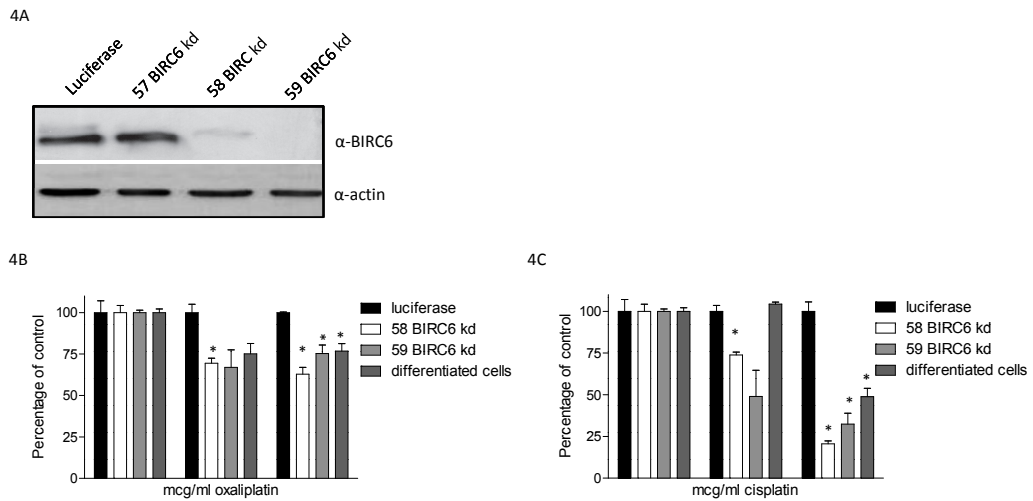 4A
Luciferase
57 BIRC6 kd
58 BIRC kd
59 BIRC6 kd
α-BIRC6
α-actin
4B
Percentage of control
100
75
50
25
0
* * * *
mcg/ml oxaliplatin
luciferase
58 BIRC6 kd
59 BIRC6 kd
differentiated cells
4C
Percentage of control
100
75
50
25
0
* * * *
mcg/ml cisplatin
luciferase
58 BIRC6 kd
59 BIRC6 kd
differentiated cells